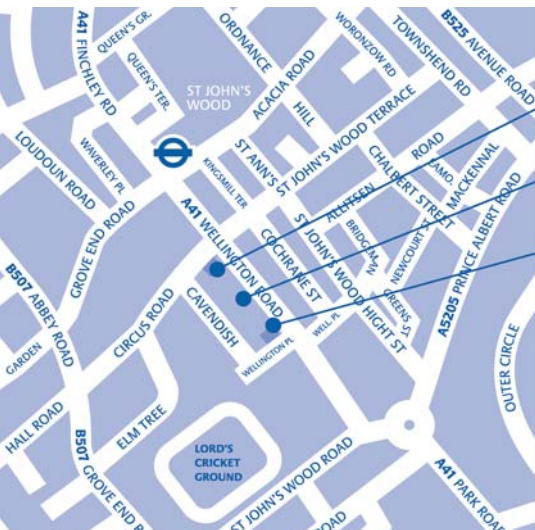 A41 FINCHLEY RD
QUEEN'S GR.
QUEEN'S TER.
ORDNANCE
HILL
WORONZOW RD
TOWNSHEND RD
B525 AVENUE ROAD
ST JOHN'S
WOOD
ACACIA ROAD
LOUDOUN ROAD
WAVERLEY PL
KINGSMILL TER
ST ANN'S
ST JOHN'S WOOD TERRACE
ALLITSEN
ROAD
CHALBERT STREET
CAMO.
MACKENNAL
GROVE END ROAD
A41 WELLINGTON ROAD
COCHRANE ST
ST JOHN'S WOOD HIGHT ST
BRIDGEMAN
NEWCOURT ST
GREENS ST
A5205 PRINCE ALBERT ROAD
B507 ABBEY ROAD
CIRCUS ROAD
CAVENDISH
WELL. PL
WELLINGTON PL
OUTER CIRCLE
GARDEN
HALL ROAD
ELM TREE
B507 GROVE END R
LORD'S
CRICKET
GROUND
ST JOHN'S WOOD ROAD
OAD
A41 PARK ROAD